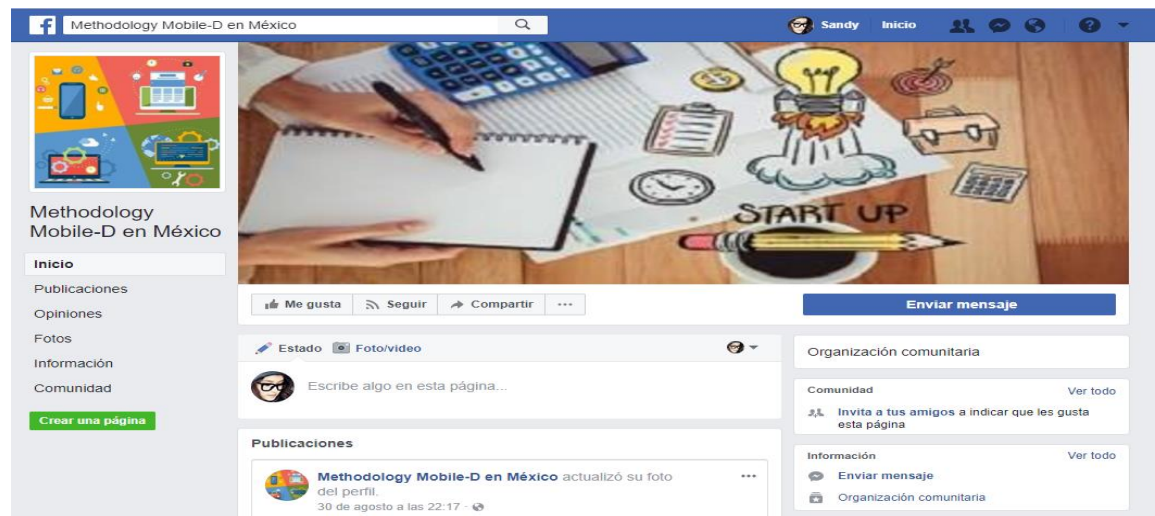 Methodology Mobile-D en México
Sandy
Inicio
Methodology
Mobile-D en México
Inicio
Publicaciones
Opiniones
Fotos
Información
Comunidad
Crear una página
START UP
Me gusta
Seguir
Compartir
Enviar mensaje
Estado
Foto/video
Escribe algo en esta página...
Publicaciones
Methodology Mobile-D en México actualizó su foto
del perfil.
30 de agosto a las 22:17 ·
Organización comunitaria
Comunidad
Ver todo
Invita a tus amigos a indicar que les gusta
esta página
Información
Ver todo
Enviar mensaje
Organización comunitaria